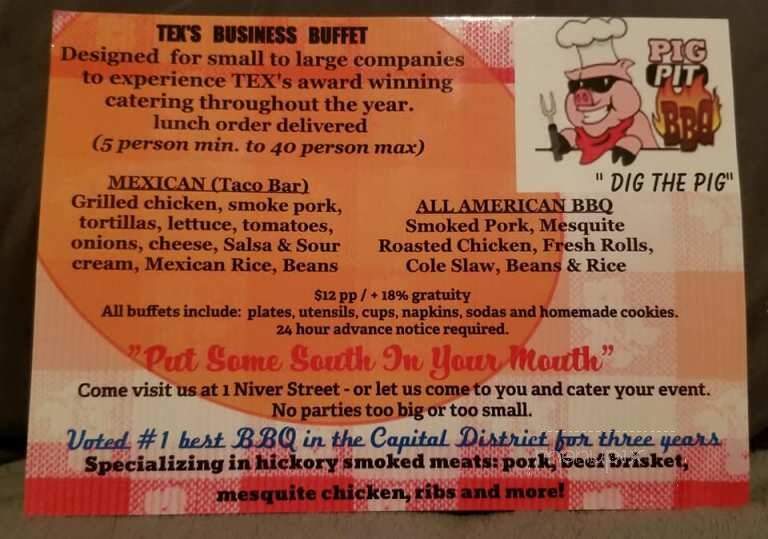 TEX'S BUSINESS BUFFET
Designed for small to large companies
to experience TEX's award winning
catering throughout the year.
lunch order delivered
(5 person min. to 40 person max)
PIG
PIT
BBQ
" DIG THE PIG"
MEXICAN (Taco Bar)
Grilled chicken, smoke pork,
tortillas, lettuce, tomatoes,
onions, cheese, Salsa & Sour
cream, Mexican Rice, Beans
ALL AMERICAN BBQ
Smoked Pork, Mesquite
Roasted Chicken, Fresh Rolls,
Cole Slaw, Beans & Rice
$12 pp / + 18% gratuity
All buffets include: plates, utensils, cups, napkins, sodas and homemade cookies.
24 hour advance notice required.
"Put Some South In Your Mouth"
Come visit us at 1 Niver Street - or let us come to you and cater your event.
No parties too big or too small.
Voted #1 best BBQ in the Capital District for three years
Specializing in hickory smoked meats: pork, beef brisket,
mesquite chicken, ribs and more!